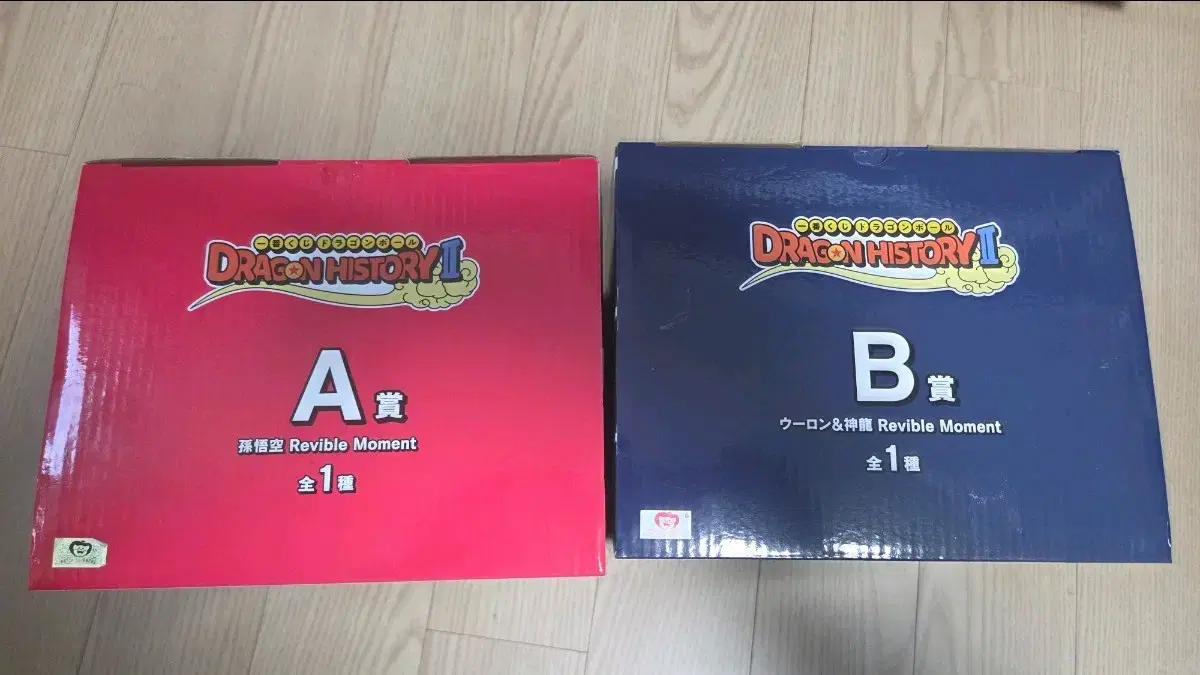 一番くじ ドラゴンボール
DRAGON HISTORY II
A賞
孫悟空 Revible Moment
全1種
一番くじ ドラゴンボール
DRAGON HISTORY II
B賞
ウーロン&神龍 Revible Moment
全1種